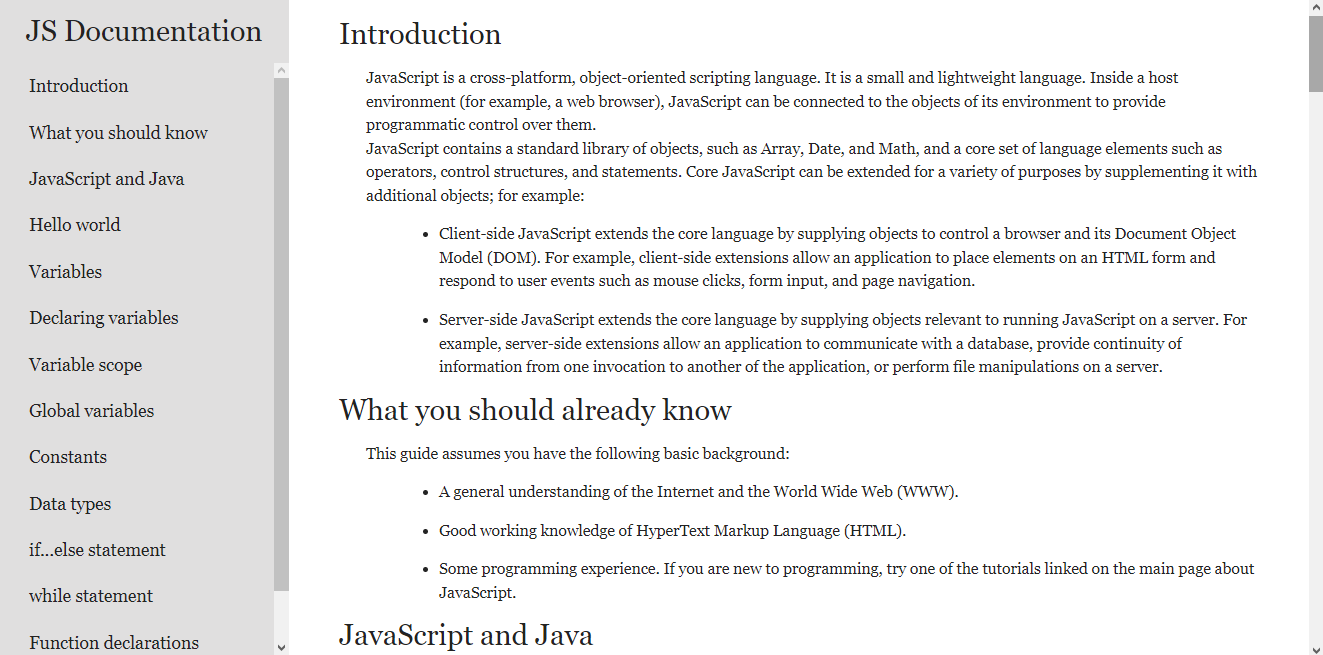 JS Documentation
Introduction
What you should know
JavaScript and Java
Hello world
Variables
Declaring variables
Variable scope
Global variables
Constants
Data types
if...else statement
while statement
Function declarations
Introduction
JavaScript is a cross-platform, object-oriented scripting language. It is a small and lightweight language. Inside a host
environment (for example, a web browser), JavaScript can be connected to the objects of its environment to provide
programmatic control over them.
JavaScript contains a standard library of objects, such as Array, Date, and Math, and a core set of language elements such as
operators, control structures, and statements. Core JavaScript can be extended for a variety of purposes by supplementing it with
additional objects; for example:
• Client-side JavaScript extends the core language by supplying objects to control a browser and its Document Object
Model (DOM). For example, client-side extensions allow an application to place elements on an HTML form and
respond to user events such as mouse clicks, form input, and page navigation.
• Server-side JavaScript extends the core language by supplying objects relevant to running JavaScript on a server. For
example, server-side extensions allow an application to communicate with a database, provide continuity of
information from one invocation to another of the application, or perform file manipulations on a server.
What you should already know
This guide assumes you have the following basic background:
• A general understanding of the Internet and the World Wide Web (WWW).
• Good working knowledge of HyperText Markup Language (HTML).
• Some programming experience. If you are new to programming, try one of the tutorials linked on the main page about
JavaScript.
JavaScript and Java